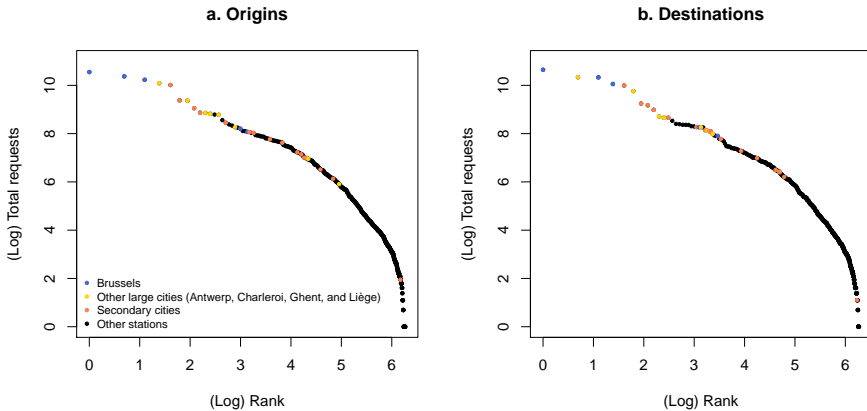 a. Origins
(Log) Total requests
10
8
6
4
2
0
Brussels
Other large cities (Antwerp, Charleroi, Ghent, and Liège)
Secondary cities
Other stations
0 1 2 3 4 5 6
(Log) Rank
b. Destinations
(Log) Total requests
10
8
6
4
2
0
0 1 2 3 4 5 6
(Log) Rank